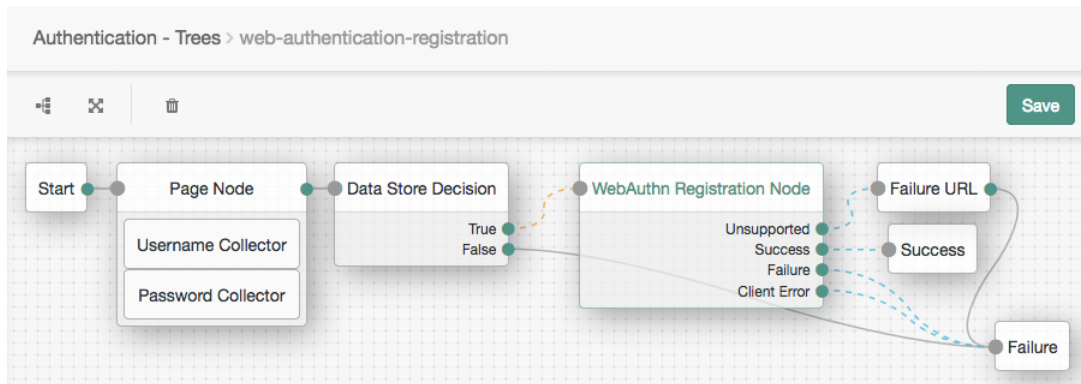 Authentication - Trees > web-authentication-registration
Save
Start
Page Node
Username Collector
Password Collector
Data Store Decision
True
False
WebAuthn Registration Node
Unsupported
Success
Failure
Client Error
Failure URL
Success
Failure